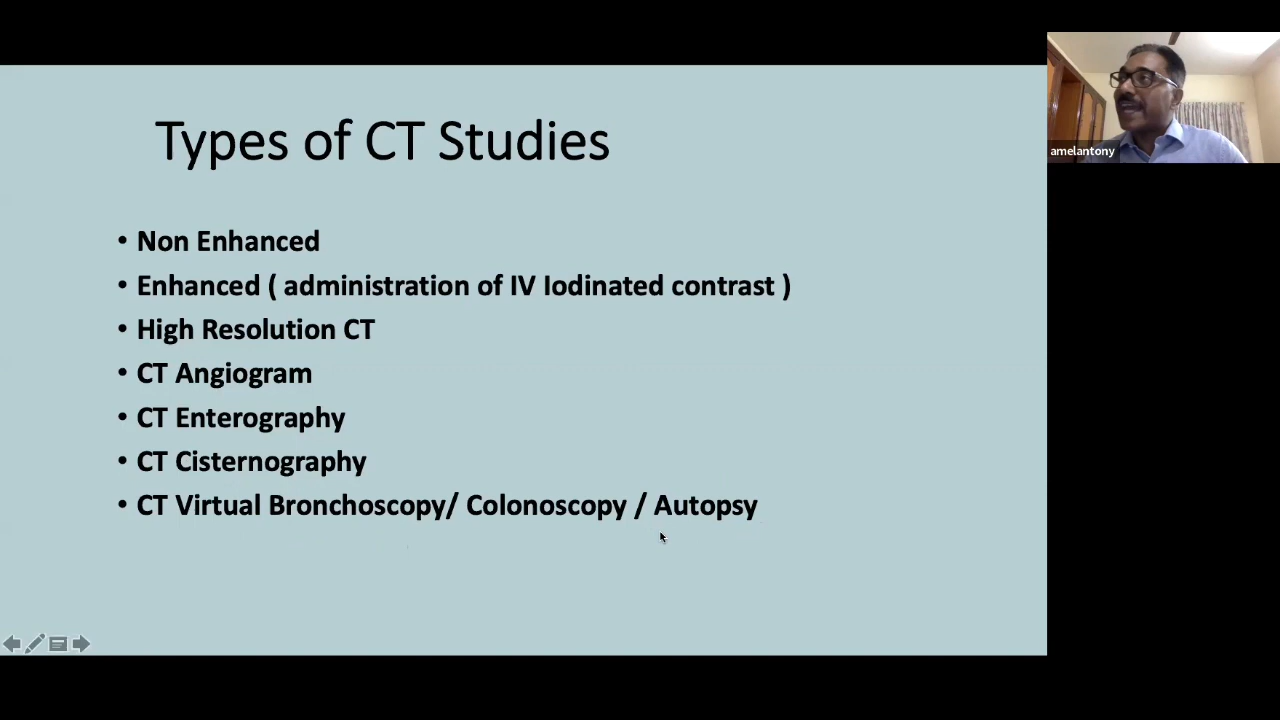 Types of CT Studies
• Non Enhanced
• Enhanced ( administration of IV Iodinated contrast )
• High Resolution CT
• CT Angiogram
• CT Enterography
• CT Cisternography
• CT Virtual Bronchoscopy/ Colonoscopy / Autopsy
amelantony